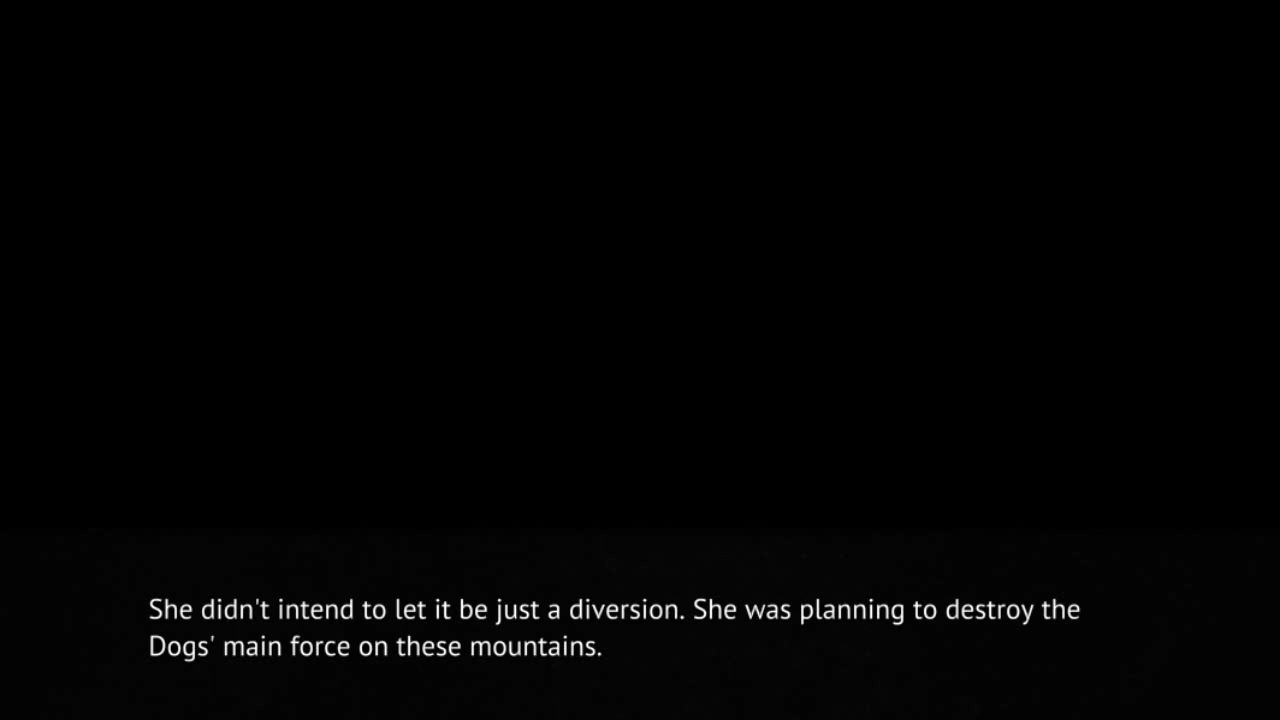 She didn't intend to let it be just a diversion. She was planning to destroy the
Dogs' main force on these mountains.